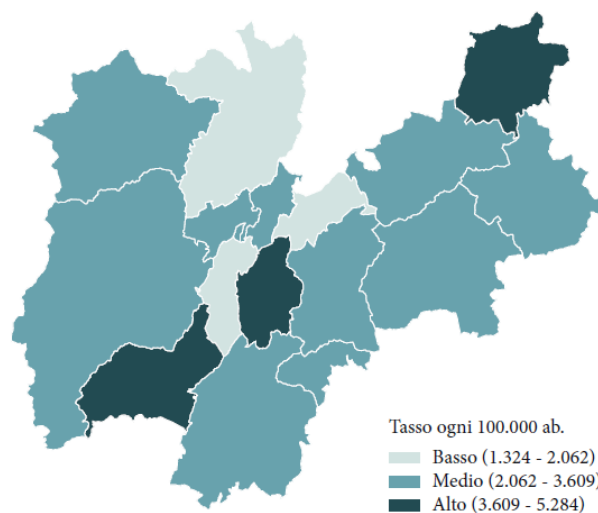 Tasso ogni 100.000 ab.
Basso (1.324 - 2.062)
Medio (2.062 - 3.609)
Alto (3.609 - 5.284)